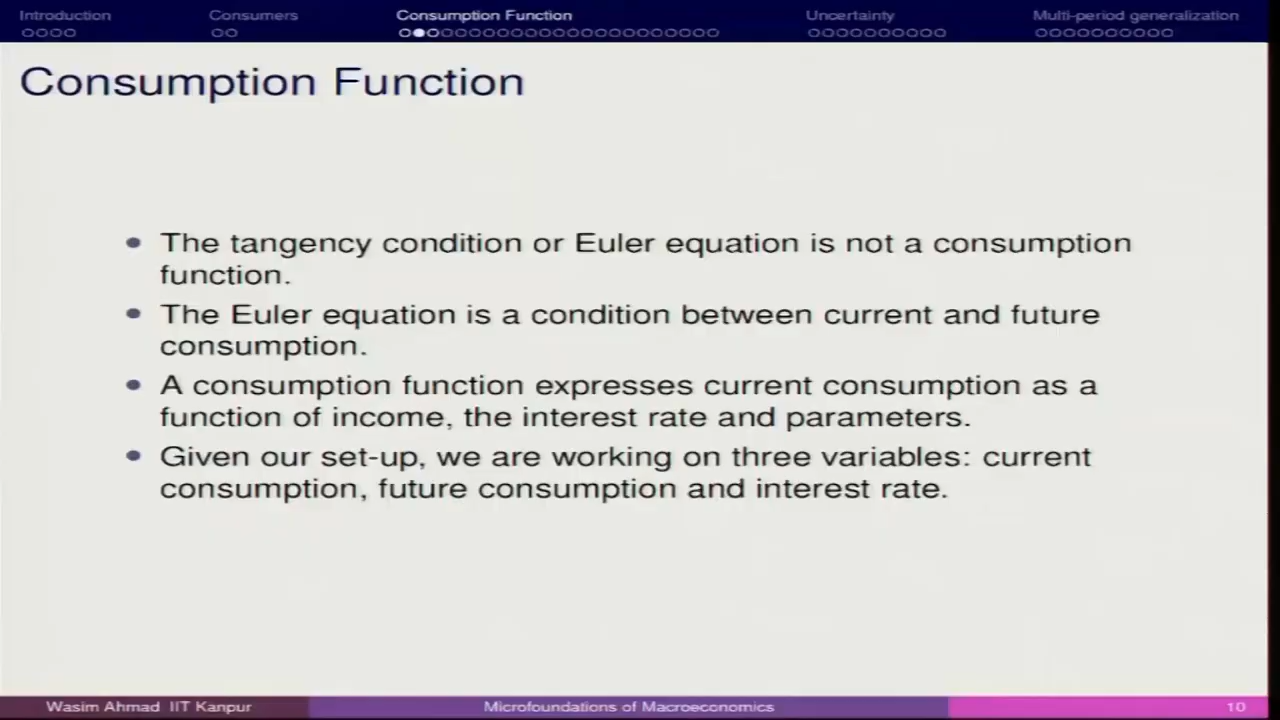 Introduction Consumers Consumption Function Uncertainty Multi-period generalization
Consumption Function
• The tangency condition or Euler equation is not a consumption
function.
• The Euler equation is a condition between current and future
consumption.
• A consumption function expresses current consumption as a
function of income, the interest rate and parameters.
• Given our set-up, we are working on three variables: current
consumption, future consumption and interest rate.
Wasim Ahmad IIT Kanpur Microfoundations of Macroeconomics 10